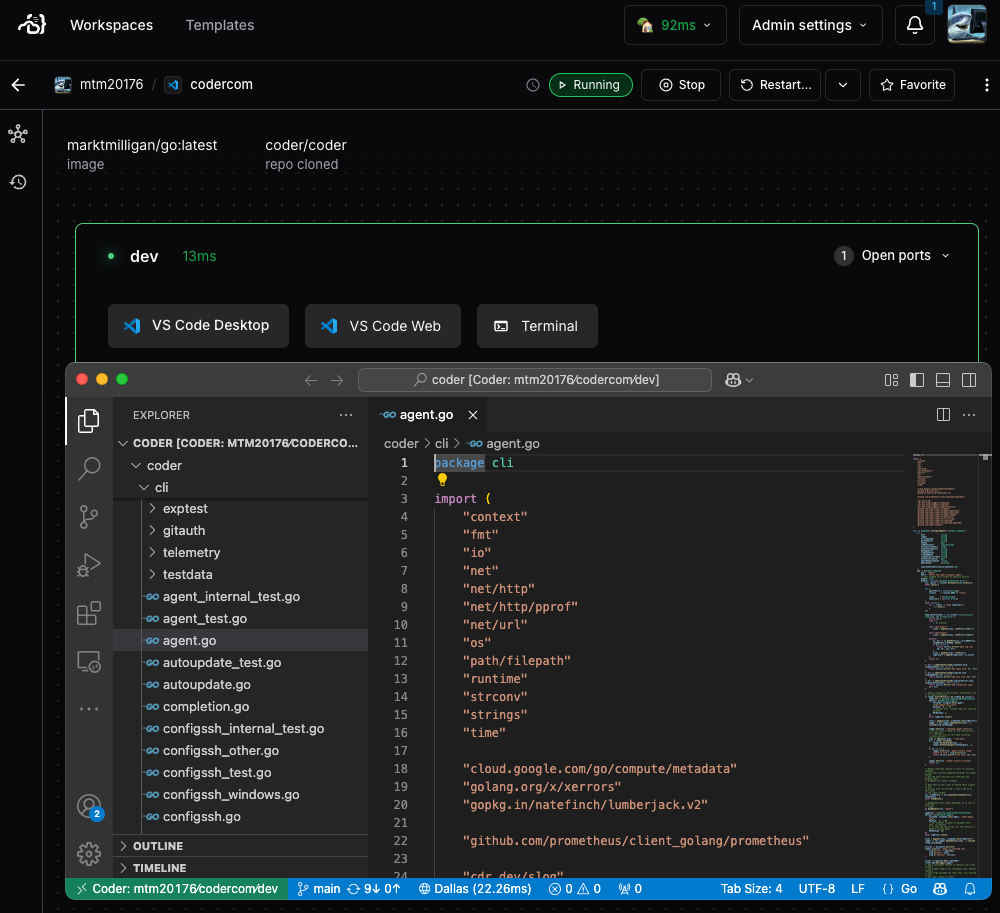 Workspaces Templates 92ms Admin settings 1
mtm20176 / codercom Running Stop Restart... Favorite
marktmilligan/go:latest coder/coder
image repo cloned
dev 13ms 1 Open ports
VS Code Desktop VS Code Web Terminal
coder [Coder: mtm20176/codercom/dev]
EXPLORER ... agent.go
CODER [CODER: MTM20176/CODERCO... coder > cli > agent.go
coder
cli
exptest
gitauth
telemetry
testdata
agent_internal_test.go
agent_test.go
agent.go
autoupdate_test.go
autoupdate.go
completion.go
configssh_internal_test.go
configssh_other.go
configssh_test.go
configssh_windows.go
configssh.go
OUTLINE
TIMELINE
2
1 package cli
2
3 import (
4 "context"
5 "fmt"
6 "io"
7 "net"
8 "net/http"
9 "net/http/pprof"
10 "net/url"
11 "os"
12 "path/filepath"
13 "runtime"
14 "strconv"
15 "strings"
16 "time"
17
18 "cloud.google.com/go/compute/metadata"
19 "golang.org/x/xerrors"
20 "gopkg.in/natefinch/lumberjack.v2"
21
22 "github.com/prometheus/client_golang/prometheus"
23
24 "cdr.dev/slog"
Coder: mtm20176/codercom/dev main 9↓ 0↑ Dallas (22.26ms) 0 0 0 Tab Size: 4 UTF-8 LF {} Go